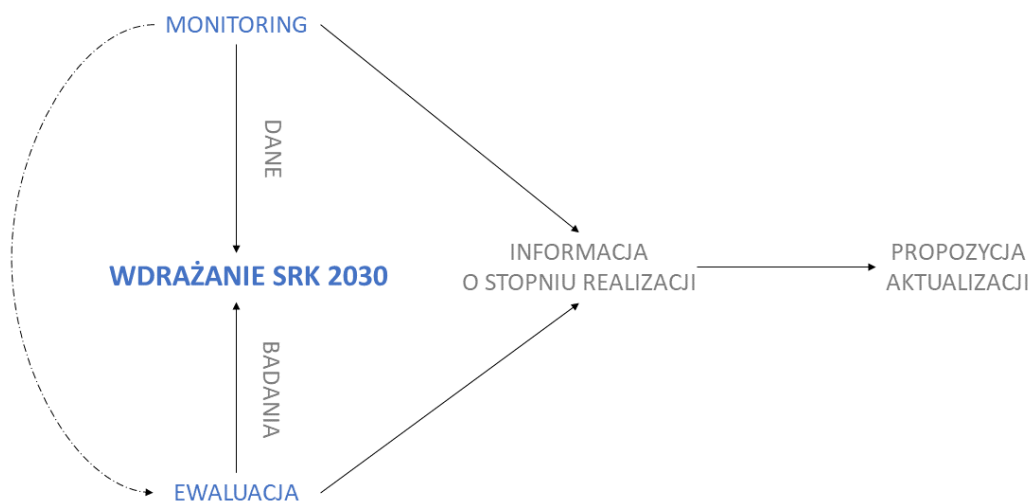 MONITORING
DANE
WDRAŻANIE SRK 2030
INFORMACJA
O STOPNIU REALIZACJI
PROPOZYCJA
AKTUALIZACJI
BADANIA
EWALUACJA